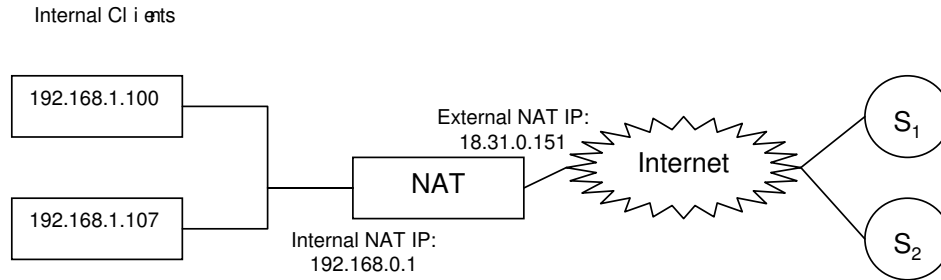 Internal Cl i ents
192.168.1.100
External NAT IP:
18.31.0.151
S1
NAT
Internet
192.168.1.107
Internal NAT IP:
192.168.0.1
S2